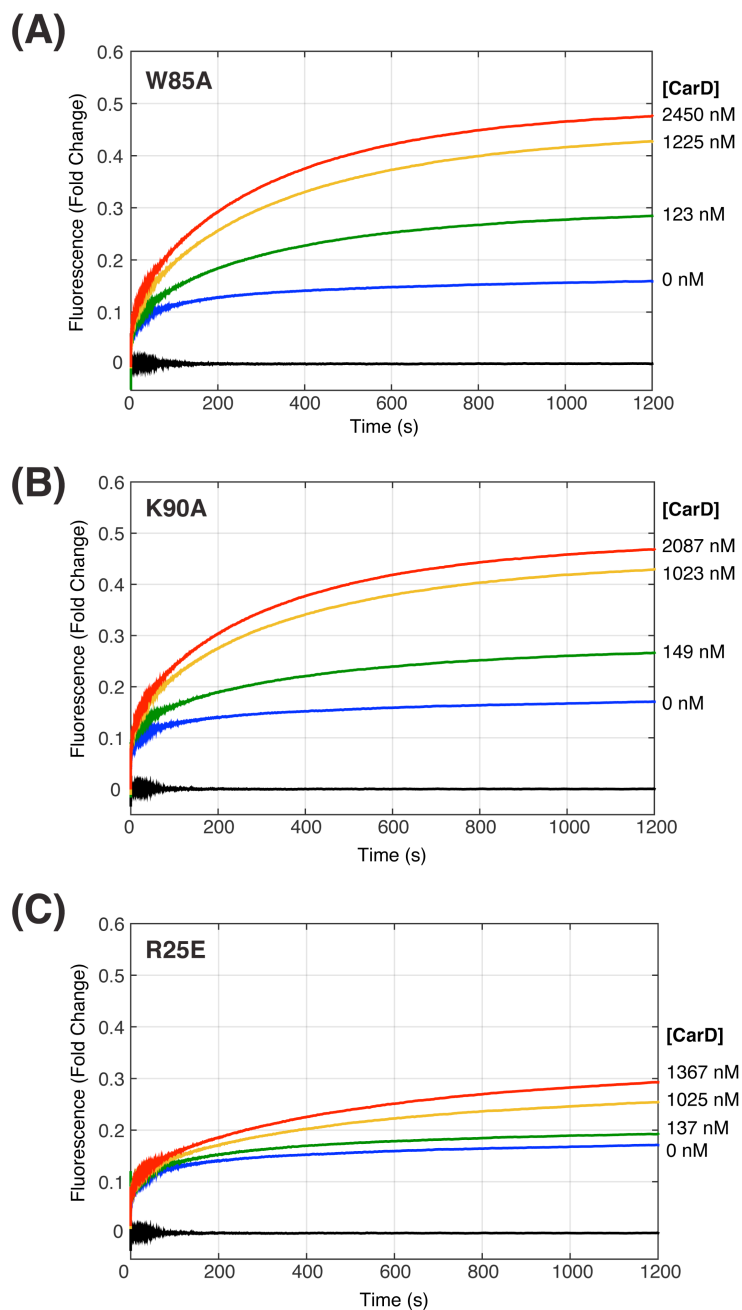 (A)
W85A
Fluorescence (Fold Change)
0.6
0.5
0.4
0.3
0.2
0.1
0
0 200 400 600 800 1000 1200
Time (s)
[CarD]
2450 nM
1225 nM
123 nM
0 nM
(B)
K90A
Fluorescence (Fold Change)
0.6
0.5
0.4
0.3
0.2
0.1
0
0 200 400 600 800 1000 1200
Time (s)
[CarD]
2087 nM
1023 nM
149 nM
0 nM
(C)
R25E
Fluorescence (Fold Change)
0.6
0.5
0.4
0.3
0.2
0.1
0
0 200 400 600 800 1000 1200
Time (s)
[CarD]
1367 nM
1025 nM
137 nM
0 nM